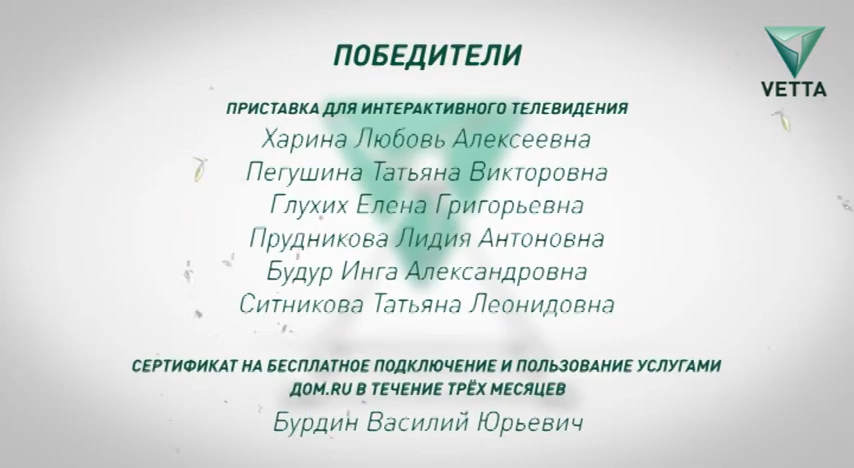 ПОБЕДИТЕЛИ
VETTA
ПРИСТАВКА ДЛЯ ИНТЕРАКТИВНОГО ТЕЛЕВИДЕНИЯ
Харина Любовь Алексеевна
Пегушина Татьяна Викторовна
Глухих Елена Григорьевна
Прудникова Лидия Антоновна
Будур Инга Александровна
Ситникова Татьяна Леонидовна
СЕРТИФИКАТ НА БЕСПЛАТНОЕ ПОДКЛЮЧЕНИЕ И ПОЛЬЗОВАНИЕ УСЛУГАМИ
ДОМ.RU В ТЕЧЕНИЕ ТРЁХ МЕСЯЦЕВ
Бурдин Василий Юрьевич